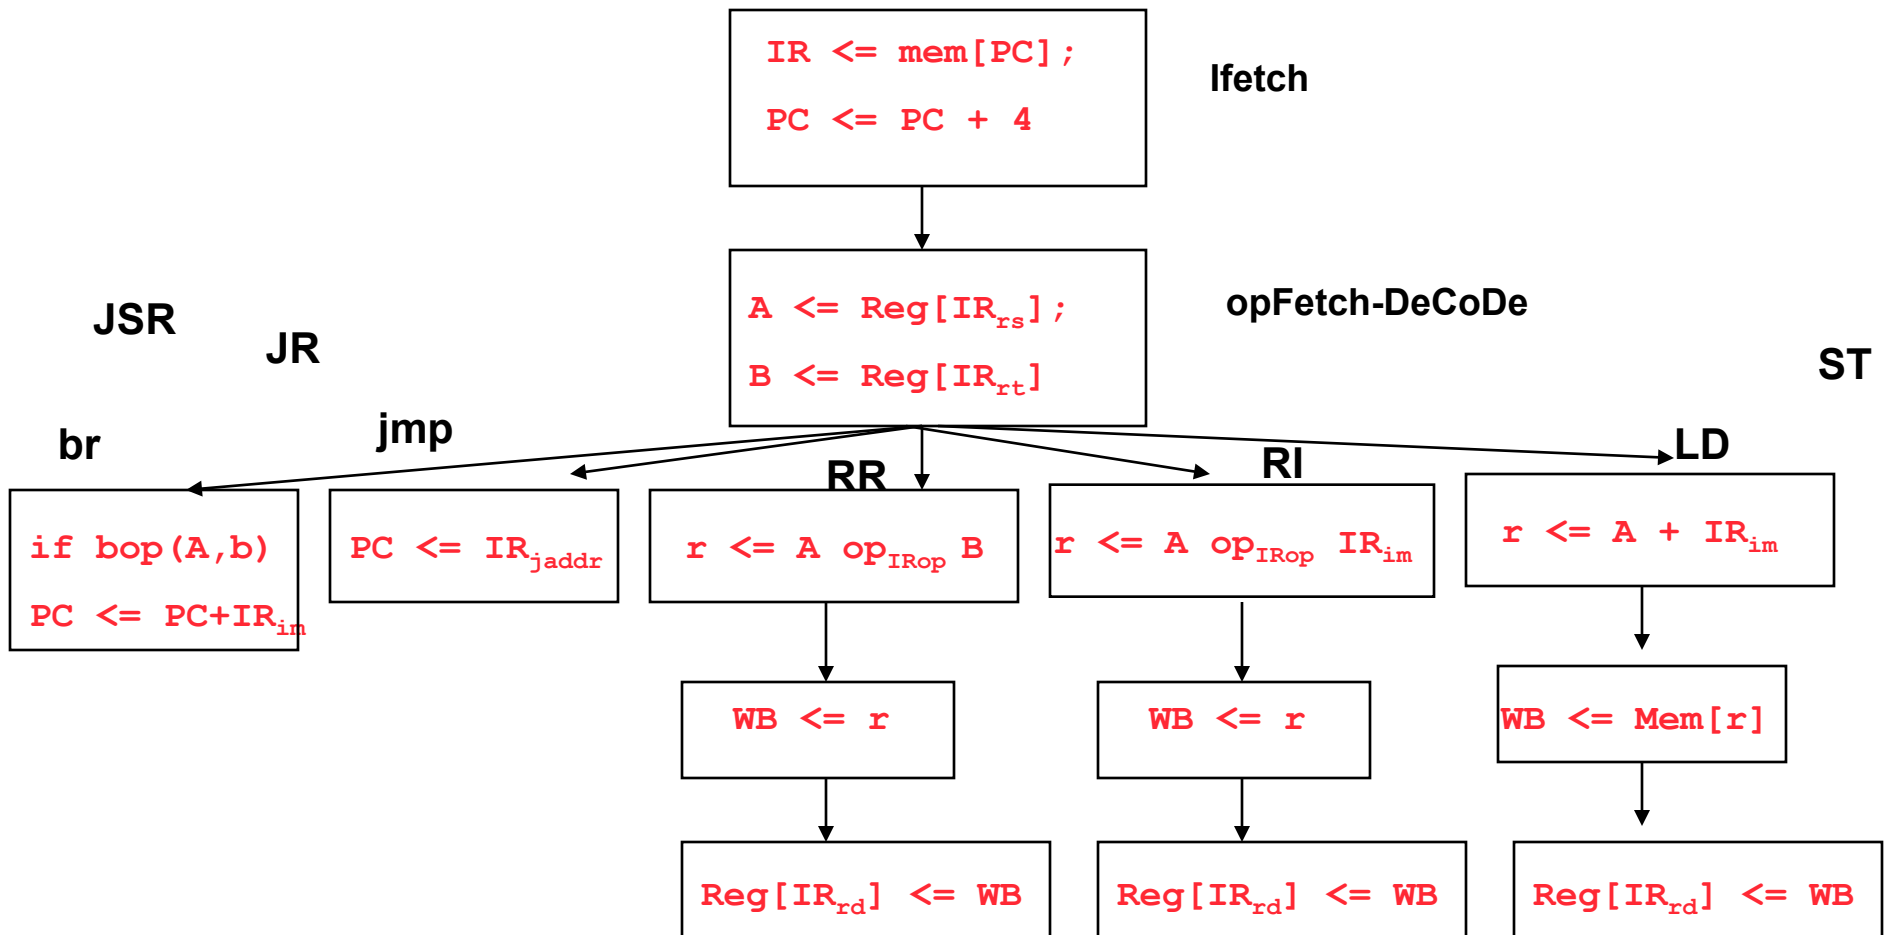 IR <= mem[PC];
PC <= PC + 4
Ifetch
A <= Reg[IRrs];
B <= Reg[IRrt]
opFetch-DeCoDe
JSR
JR
ST
br
jmp
RR
RI
LD
if bop(A,b)
PC <= PC+IRim
PC <= IRjaddr
r <= A opIRop B
r <= A opIRop IRim
r <= A + IRim
WB <= r
WB <= r
WB <= Mem[r]
Reg[IRrd] <= WB
Reg[IRrd] <= WB
Reg[IRrd] <= WB